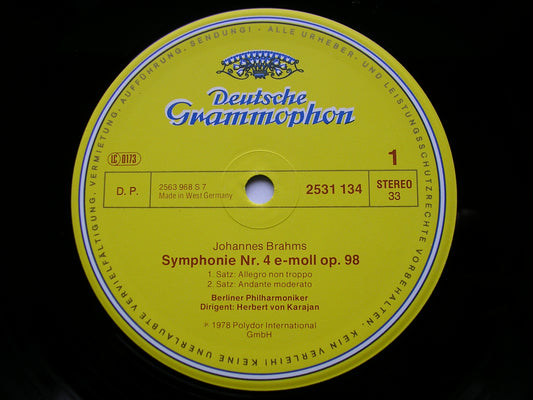 ALLE URHEBER- UND LEISTUNGSSCHUTZRECHTE VORBEHALTEN. KEIN VERLEIH! KEINE UNERLAUBTE VERVIELFÄLTIGUNG, VERMIETUNG, AUFFÜHRUNG, SENDUNG! -
Deutsche
Grammophon
LC 0173
1
D. P.
2563 968 S 7
Made in West Germany
2531 134
STEREO
33
Johannes Brahms
Symphonie Nr. 4 e-moll op. 98
1. Satz: Allegro non troppo
2. Satz: Andante moderato
Berliner Philharmoniker
Dirigent: Herbert von Karajan
℗ 1978 Polydor International
GmbH